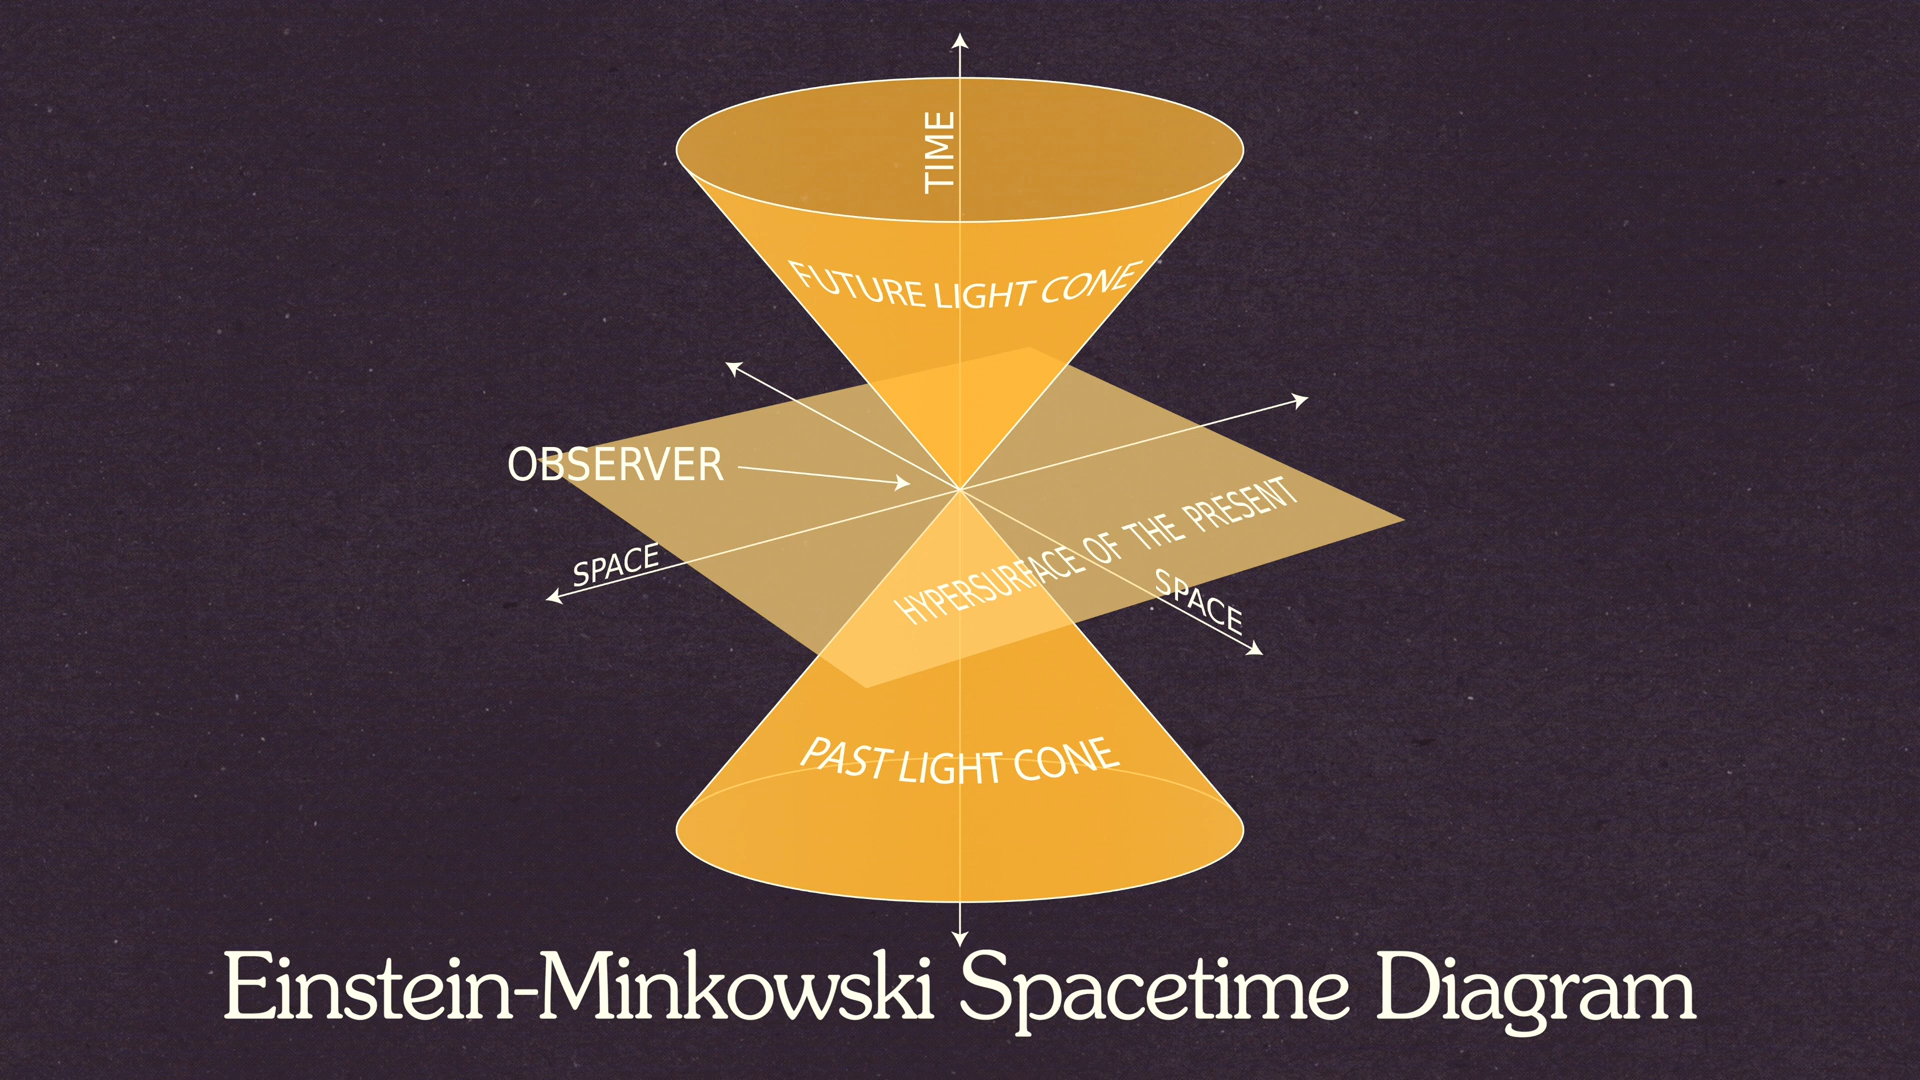 TIME
FUTURE LIGHT CONE
OBSERVER
HYPERSURFACE OF THE PRESENT
SPACE
SPACE
PAST LIGHT CONE
Einstein-Minkowski Spacetime Diagram